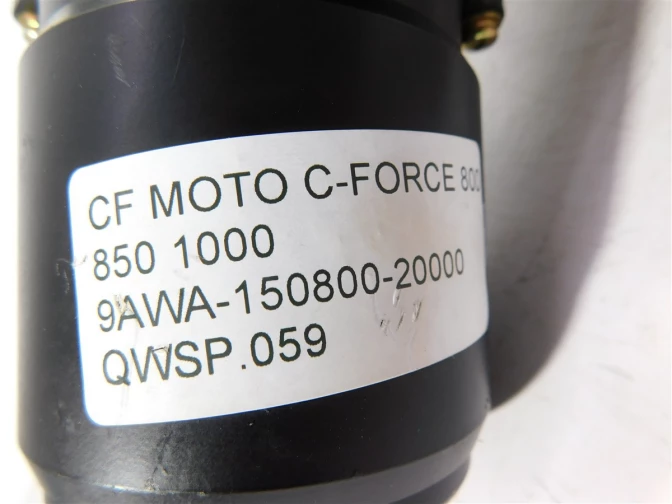 CF MOTO C-FORCE 800
850 1000
9AWA-150800-20000
QWSP.059